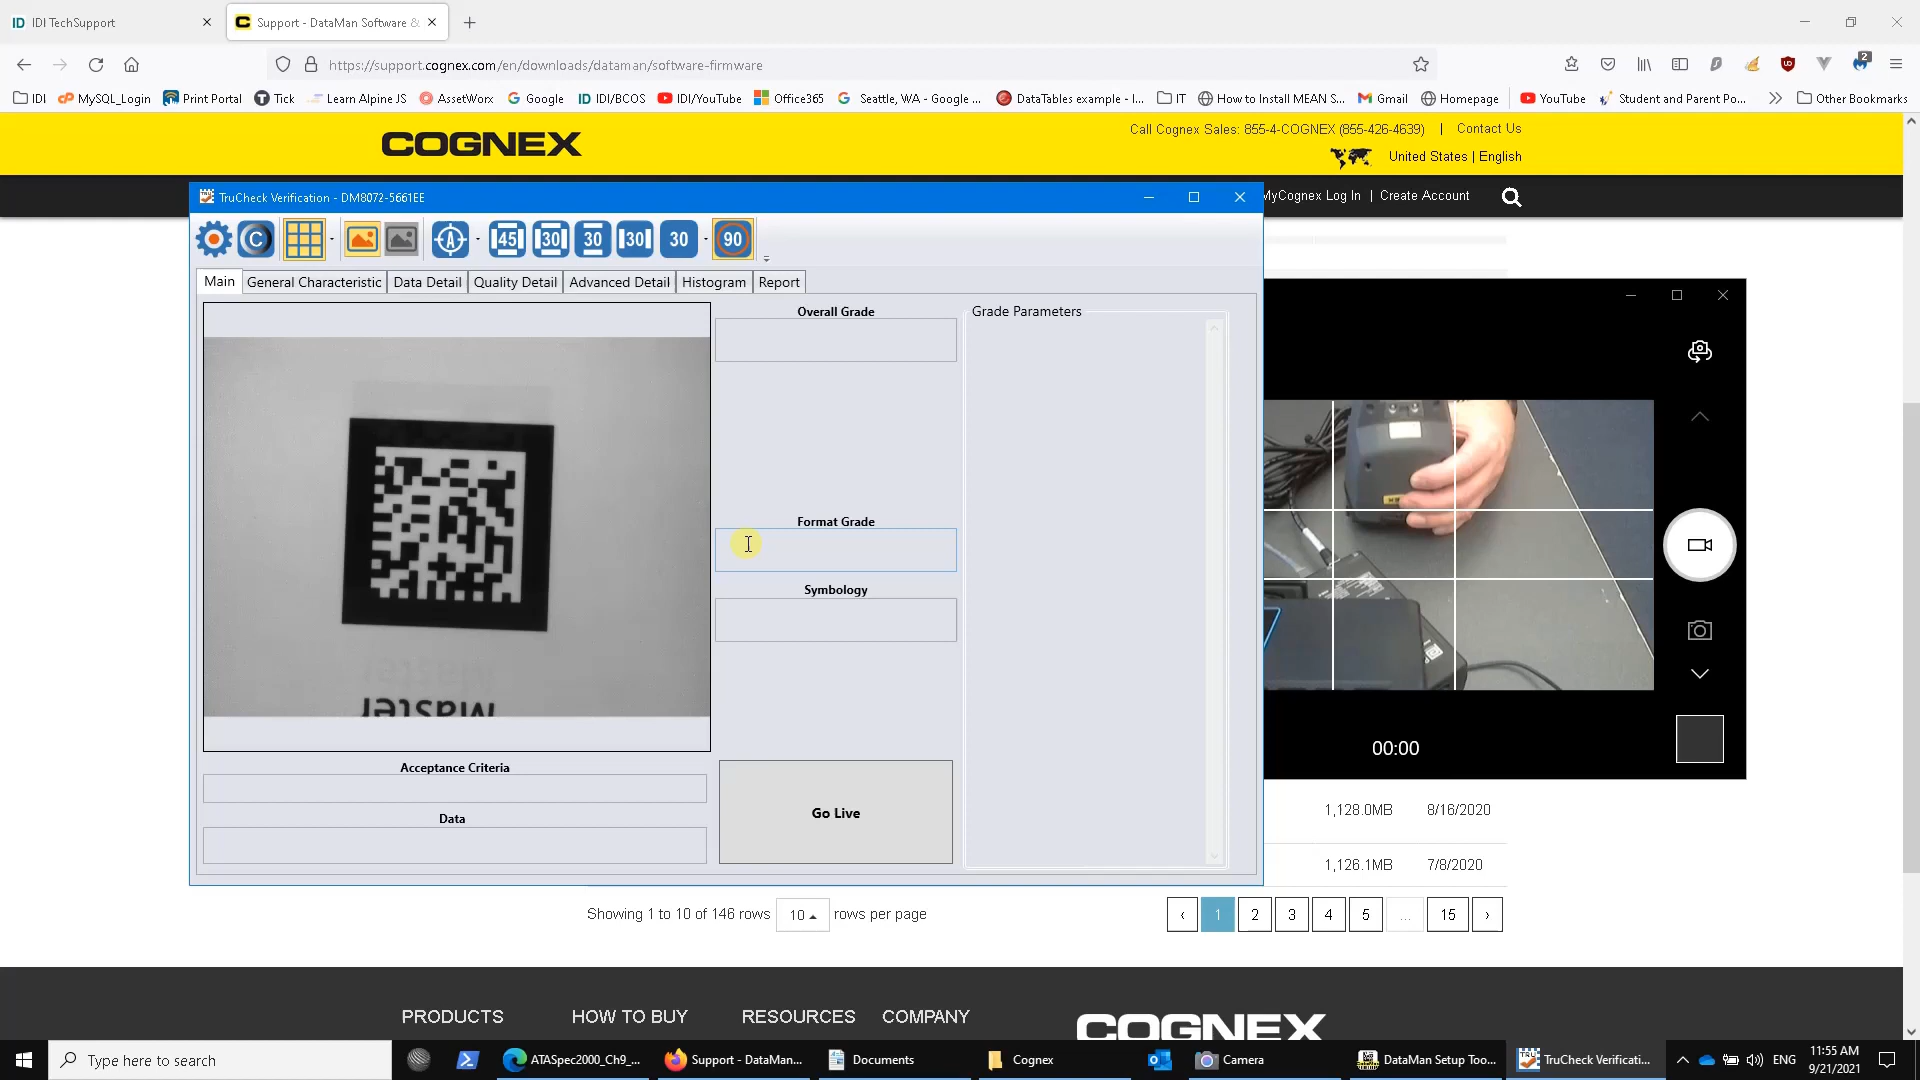 IDI TechSupport
Support - DataMan Software &
https://support.cognex.com/en/downloads/dataman/software-firmware
2
IDI
MySQL_Login
Print Portal
Tick
Learn Alpine JS
AssetWorx
Google
IDI/BCOS
IDI/YouTube
Office365
Seattle, WA - Google ...
DataTables example - I...
IT
How to Install MEAN S...
Gmail
Homepage
YouTube
Student and Parent Po...
Other Bookmarks
COGNEX
Call Cognex Sales: 855-4-COGNEX (855-426-4639) | Contact Us
United States | English
MyCognex Log In | Create Account
TruCheck Verification - DM8072-5661EE
45 30 30 30 30 90
Main
General Characteristic
Data Detail
Quality Detail
Advanced Detail
Histogram
Report
Overall Grade
Grade Parameters
Format Grade
Symbology
Master
Acceptance Criteria
Data
Go Live
00:00
1,128.0MB 8/16/2020
1,126.1MB 7/8/2020
Showing 1 to 10 of 146 rows 10 rows per page
‹ 1 2 3 4 5 ... 15 ›
PRODUCTS
HOW TO BUY
RESOURCES
COMPANY
COGNEX
Type here to search
ATASpec2000_Ch9_...
Support - DataMan...
Documents
Cognex
Camera
DataMan Setup Too...
TruCheck Verificati...
ENG
11:55 AM
9/21/2021